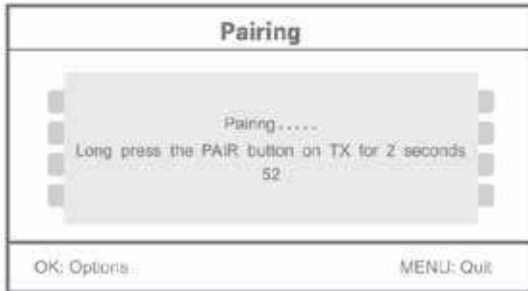 Pairing
Pairing.....
Long press the PAIR button on TX for 2 seconds
52
OK: Options
MENU: Quit